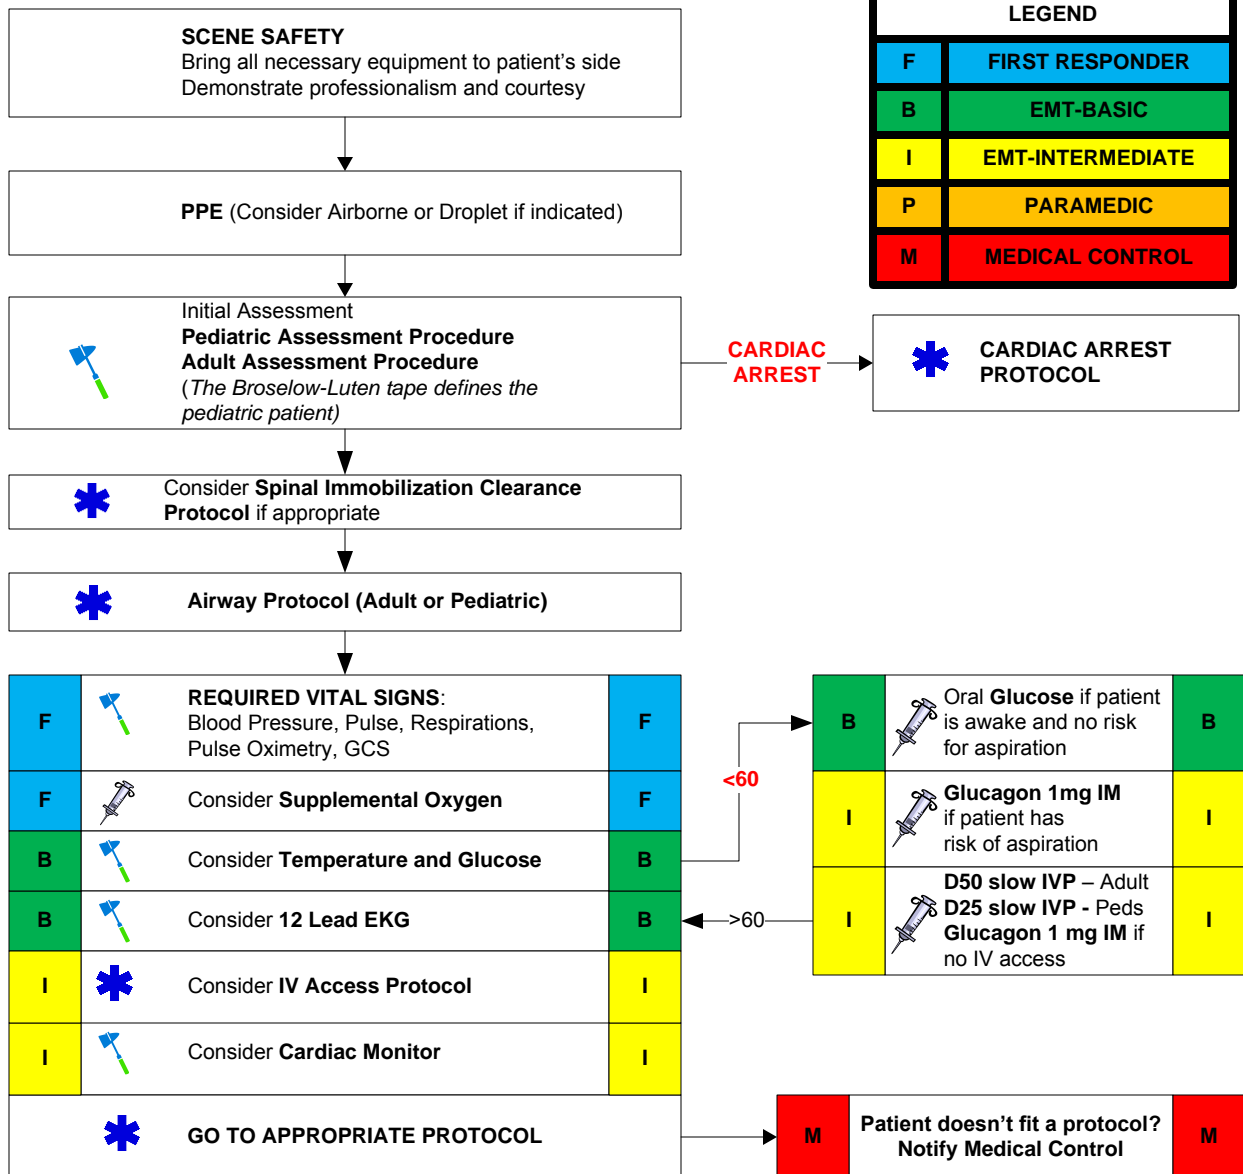 SCENE SAFETY
Bring all necessary equipment to patient's side
Demonstrate professionalism and courtesy
LEGEND
F FIRST RESPONDER
B EMT-BASIC
I EMT-INTERMEDIATE
P PARAMEDIC
M MEDICAL CONTROL
PPE (Consider Airborne or Droplet if indicated)
Initial Assessment
Pediatric Assessment Procedure
Adult Assessment Procedure
(The Broselow-Luten tape defines the
pediatric patient)
CARDIAC
ARREST
CARDIAC ARREST
PROTOCOL
Consider Spinal Immobilization Clearance
Protocol if appropriate
Airway Protocol (Adult or Pediatric)
F
REQUIRED VITAL SIGNS:
Blood Pressure, Pulse, Respirations,
Pulse Oximetry, GCS
F
F Consider Supplemental Oxygen F
B Consider Temperature and Glucose B
B Consider 12 Lead EKG B
I Consider IV Access Protocol I
I Consider Cardiac Monitor I
GO TO APPROPRIATE PROTOCOL
<60
>60
B
Oral Glucose if patient
is awake and no risk
for aspiration
B
I
Glucagon 1mg IM
if patient has
risk of aspiration
I
I
D50 slow IVP – Adult
D25 slow IVP - Peds
Glucagon 1 mg IM if
no IV access
I
M
Patient doesn't fit a protocol?
Notify Medical Control
M